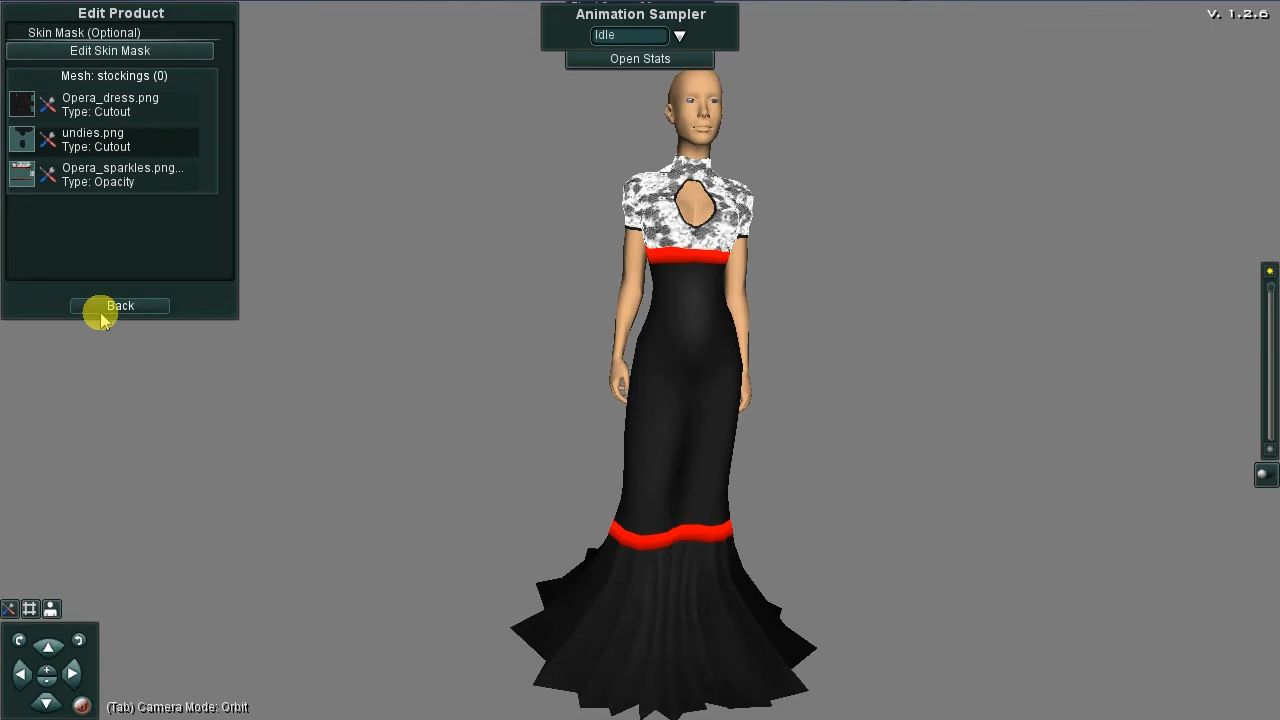 Edit Product
Skin Mask (Optional)
Edit Skin Mask
Mesh: stockings (0)
Opera_dress.png
Type: Cutout
undies.png
Type: Cutout
Opera_sparkles.png...
Type: Opacity
Back
Animation Sampler
Idle
Open Stats
V. 1.2.6
(Tab) Camera Mode: Orbit